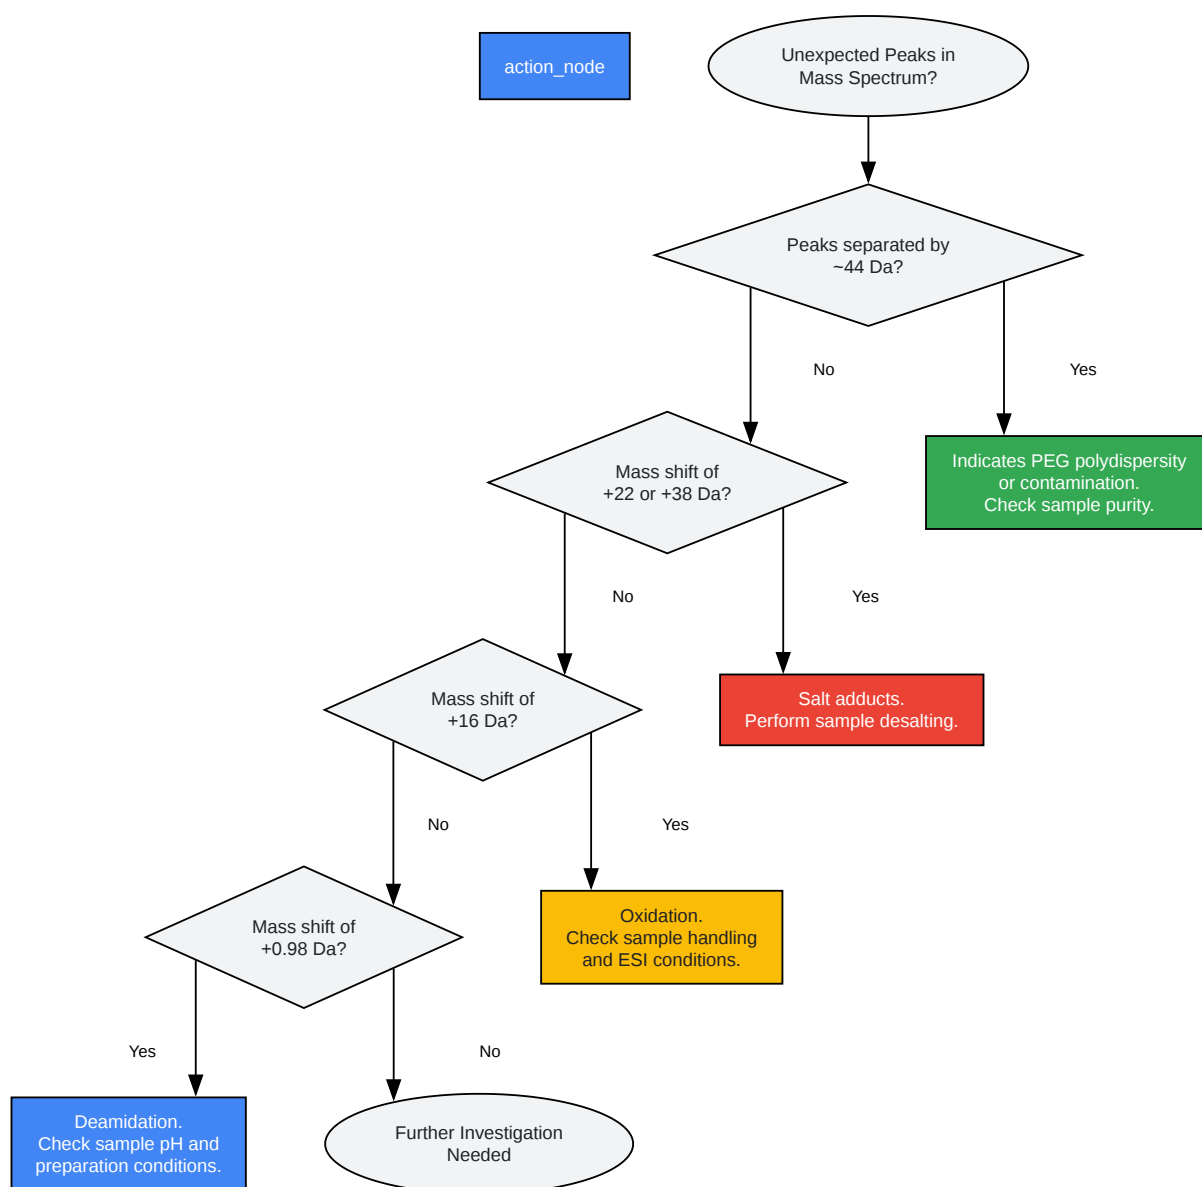 action_node
Unexpected Peaks in
Mass Spectrum?
Peaks separated by
~44 Da?
No
Yes
Mass shift of
+22 or +38 Da?
Indicates PEG polydispersity
or contamination.
Check sample purity.
No
Yes
Mass shift of
+16 Da?
Salt adducts.
Perform sample desalting.
No
Yes
Mass shift of
+0.98 Da?
Oxidation.
Check sample handling
and ESI conditions.
Yes
No
Deamidation.
Check sample pH and
preparation conditions.
Further Investigation
Needed